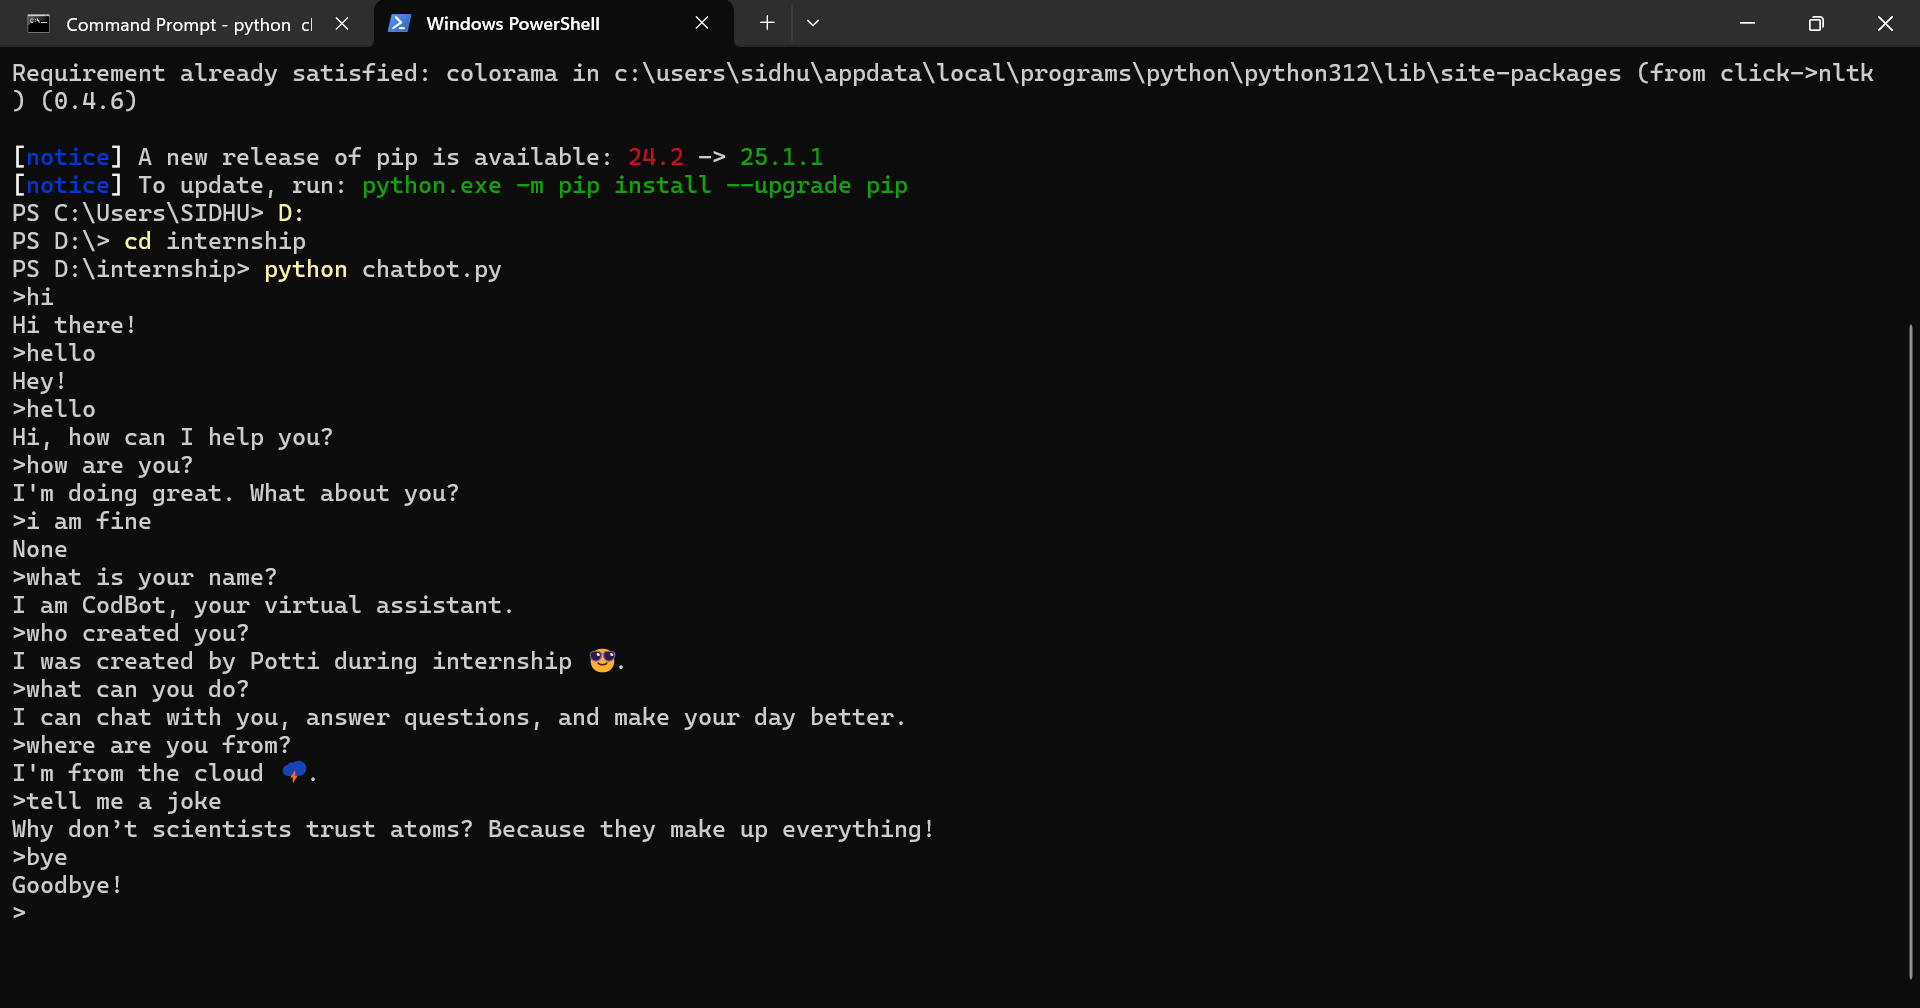 Command Prompt - python  cl
Windows PowerShell
Requirement already satisfied: colorama in c:\users\sidhu\appdata\local\programs\python\python312\lib\site-packages (from click->nltk
) (0.4.6)
[notice] A new release of pip is available: 24.2 -> 25.1.1
[notice] To update, run: python.exe -m pip install --upgrade pip
PS C:\Users\SIDHU> D:
PS D:\> cd internship
PS D:\internship> python chatbot.py
>hi
Hi there!
>hello
Hey!
>hello
Hi, how can I help you?
>how are you?
I'm doing great. What about you?
>i am fine
None
>what is your name?
I am CodBot, your virtual assistant.
>who created you?
I was created by Potti during internship 😎.
>what can you do?
I can chat with you, answer questions, and make your day better.
>where are you from?
I'm from the cloud 🌩.
>tell me a joke
Why don’t scientists trust atoms? Because they make up everything!
>bye
Goodbye!
>